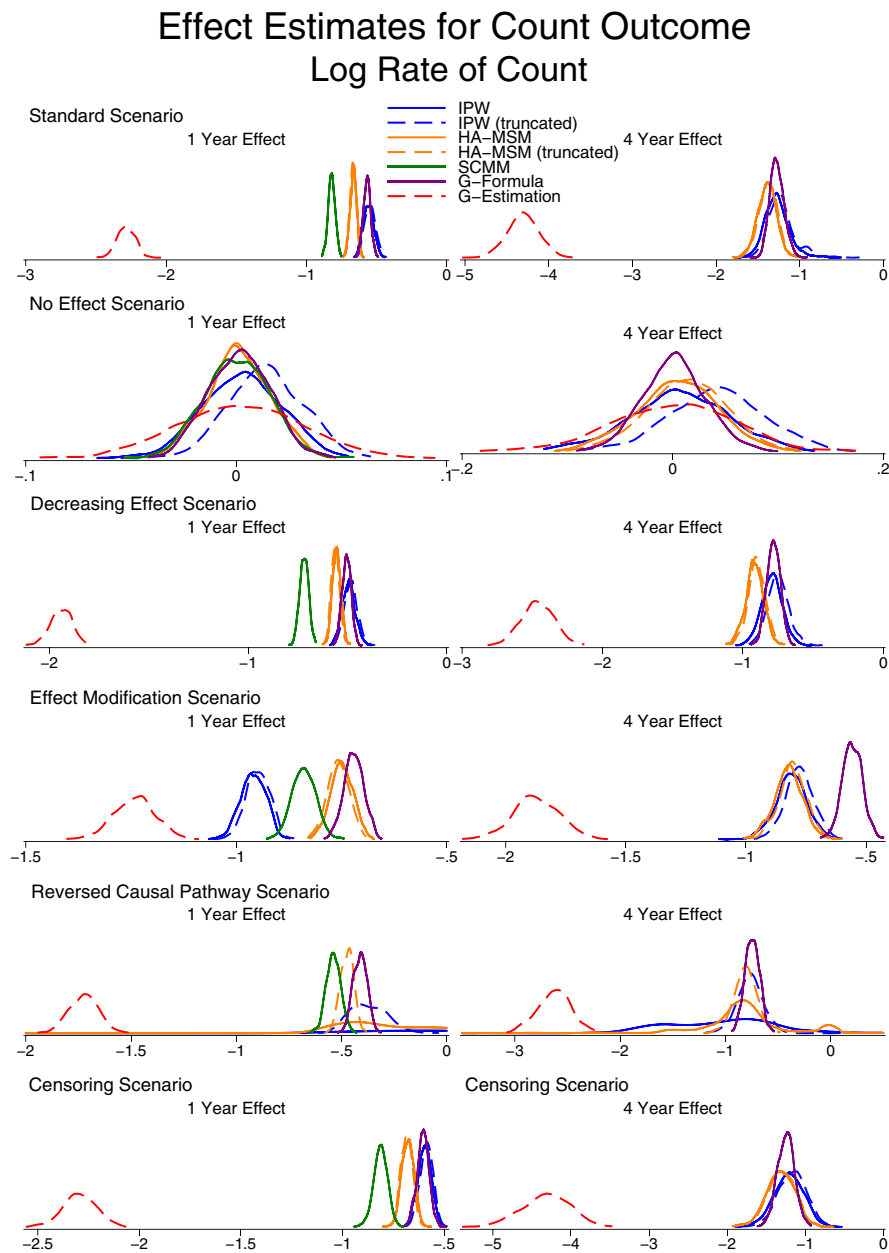 Effect Estimates for Count Outcome
Log Rate of Count
Standard Scenario
IPW
IPW (truncated)
HA−MSM
HA−MSM (truncated)
SCMM
G−Formula
G−Estimation
1 Year Effect
4 Year Effect
−3 −2 −1 0
−5 −4 −3 −2 −1 0
No Effect Scenario
1 Year Effect
4 Year Effect
−.1 0 .1
−.2 0 .2
Decreasing Effect Scenario
1 Year Effect
4 Year Effect
−2 −1 0
−3 −2 −1 0
Effect Modification Scenario
1 Year Effect
4 Year Effect
−1.5 −1 −.5
−2 −1.5 −1 −.5
Reversed Causal Pathway Scenario
1 Year Effect
4 Year Effect
−2 −1.5 −1 −.5 0
−3 −2 −1 0
Censoring Scenario
Censoring Scenario
1 Year Effect
4 Year Effect
−2.5 −2 −1.5 −1 −.5
−5 −4 −3 −2 −1 0